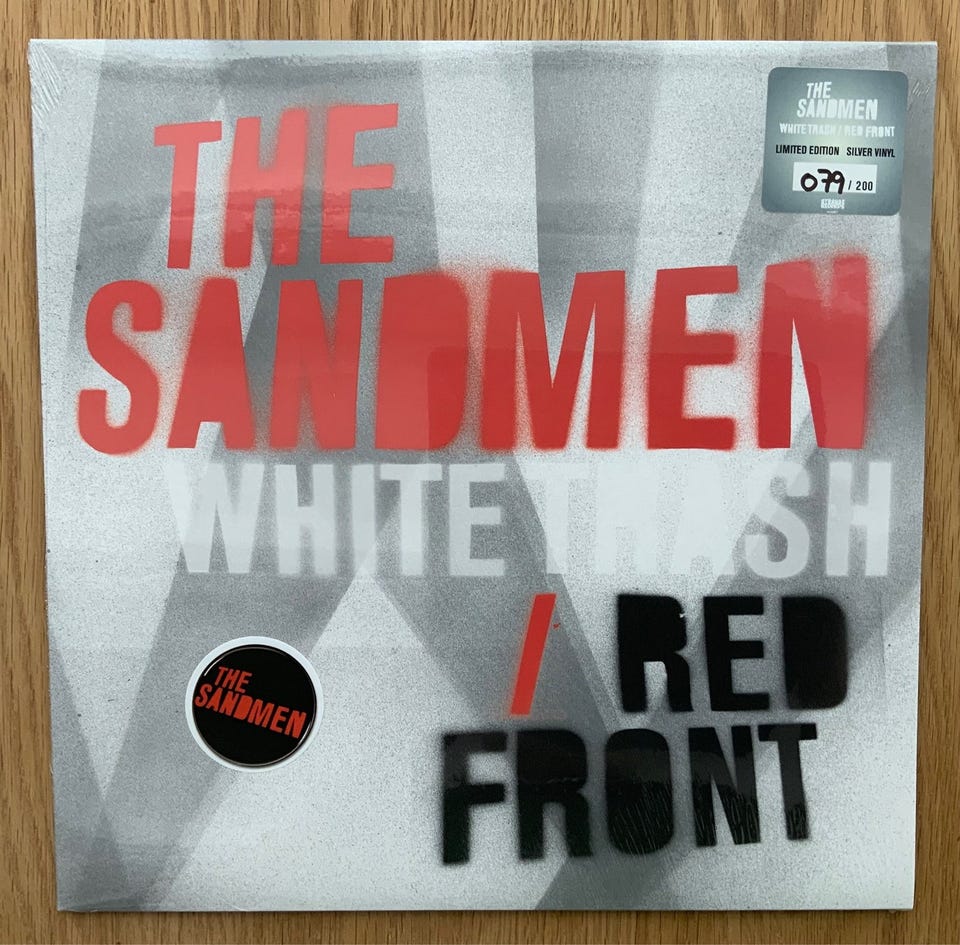 THE
SANDMEN
WHITE TRASH
/ RED
FRONT
THE
SANDMEN
WHITE TRASH / RED FRONT
LIMITED EDITION SILVER VINYL
079 / 200
THE
SANDMEN